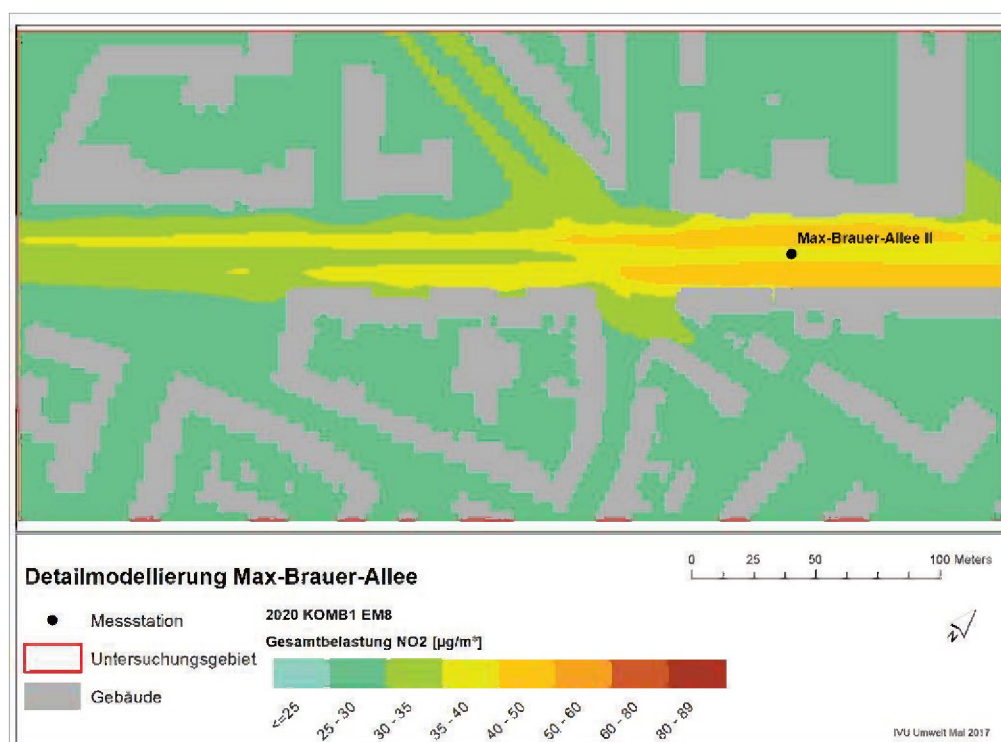 Max-Brauer-Allee II
Detailmodellierung Max-Brauer-Allee
0 25 50 100 Meters
Messstation
Untersuchungsgebiet
Gebäude
2020 KOMB1 EM8
Gesamtbelastung NO2 [µg/m³]
<=25
25 - 30
30 - 35
35 - 40
40 - 50
50 - 60
60 - 80
80 - 89
N
IVU Umwelt Mai 2017